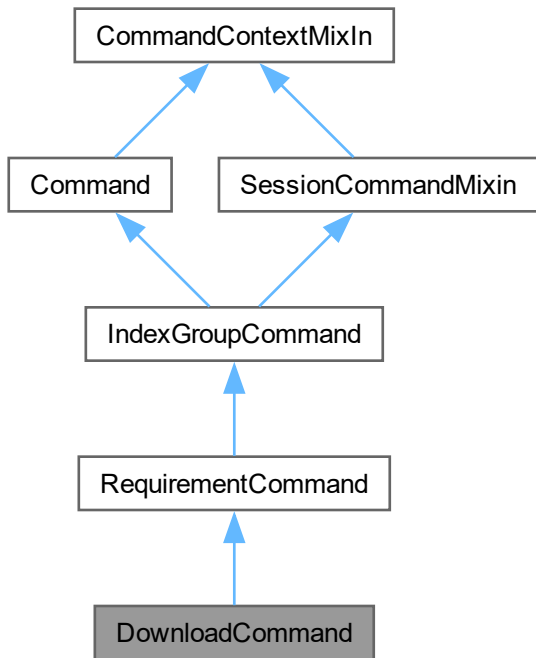 CommandContextMixIn
Command
SessionCommandMixin
IndexGroupCommand
RequirementCommand
DownloadCommand